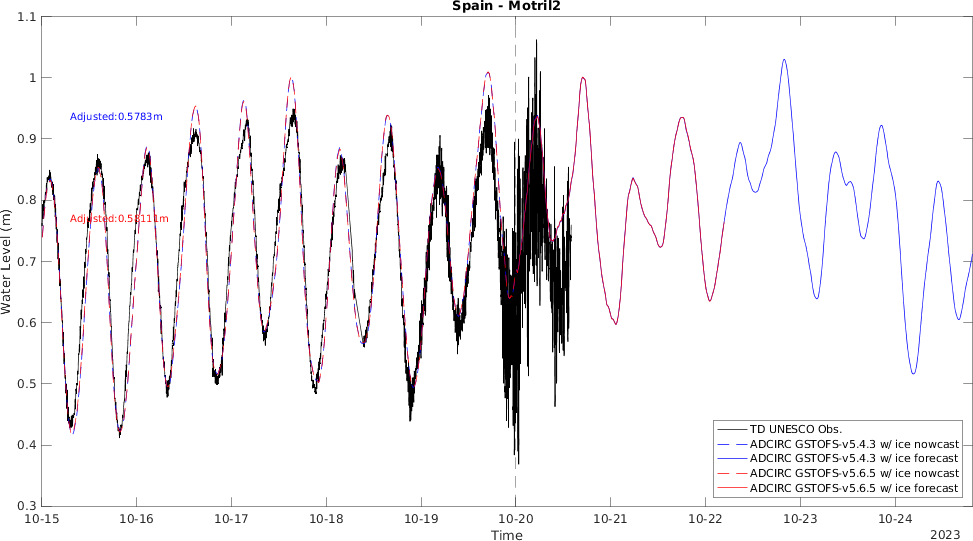 Spain - Motril2
1.1
1
0.9
0.8
0.7
0.6
0.5
0.4
0.3
Water Level (m)
Adjusted:0.5783m
Adjusted:0.58111m
TD UNESCO Obs.
ADCIRC GSTOFS-v5.4.3 w/ ice nowcast
ADCIRC GSTOFS-v5.4.3 w/ ice forecast
ADCIRC GSTOFS-v5.6.5 w/ ice nowcast
ADCIRC GSTOFS-v5.6.5 w/ ice forecast
10-15 10-16 10-17 10-18 10-19 10-20 10-21 10-22 10-23 10-24
Time
2023